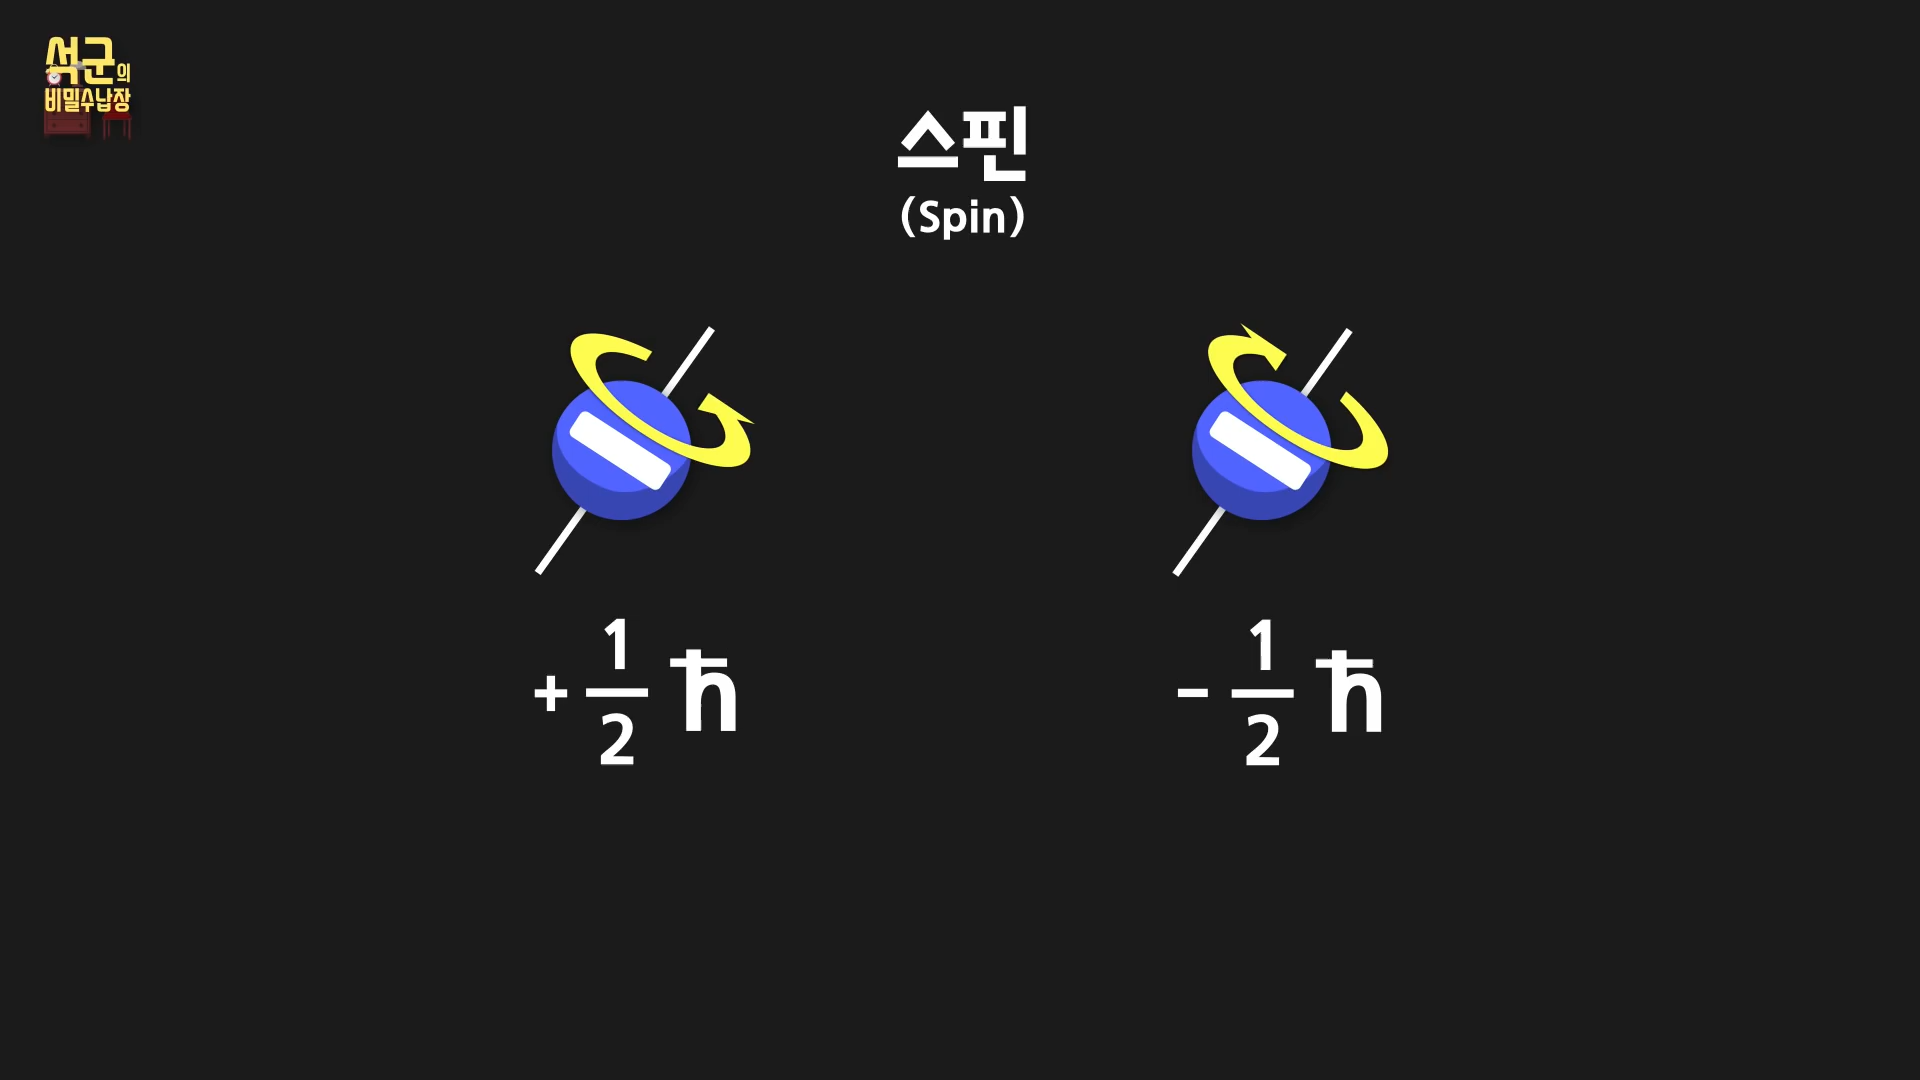 석군의
비밀수납장
스핀
(Spin)
+ 1/2 ħ
- 1/2 ħ